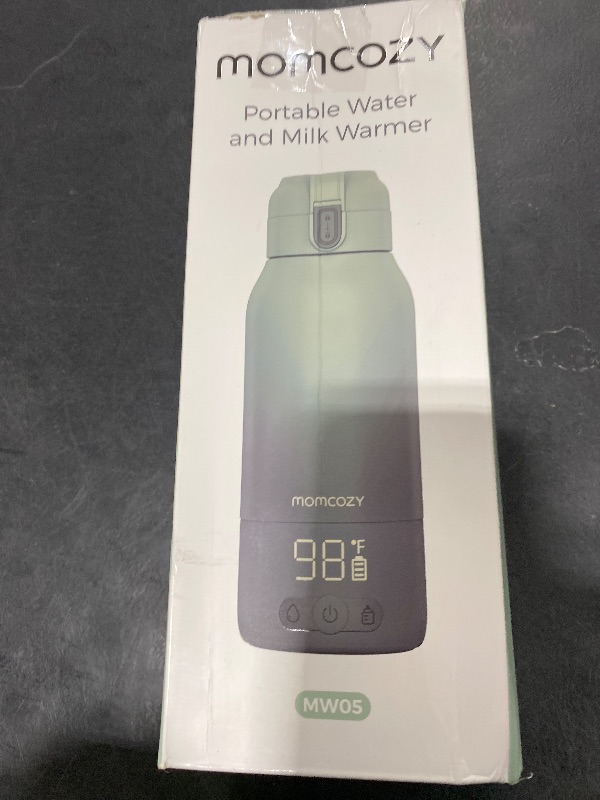 momcozy
Portable Water
and Milk Warmer
momcozy
98°F
MW05